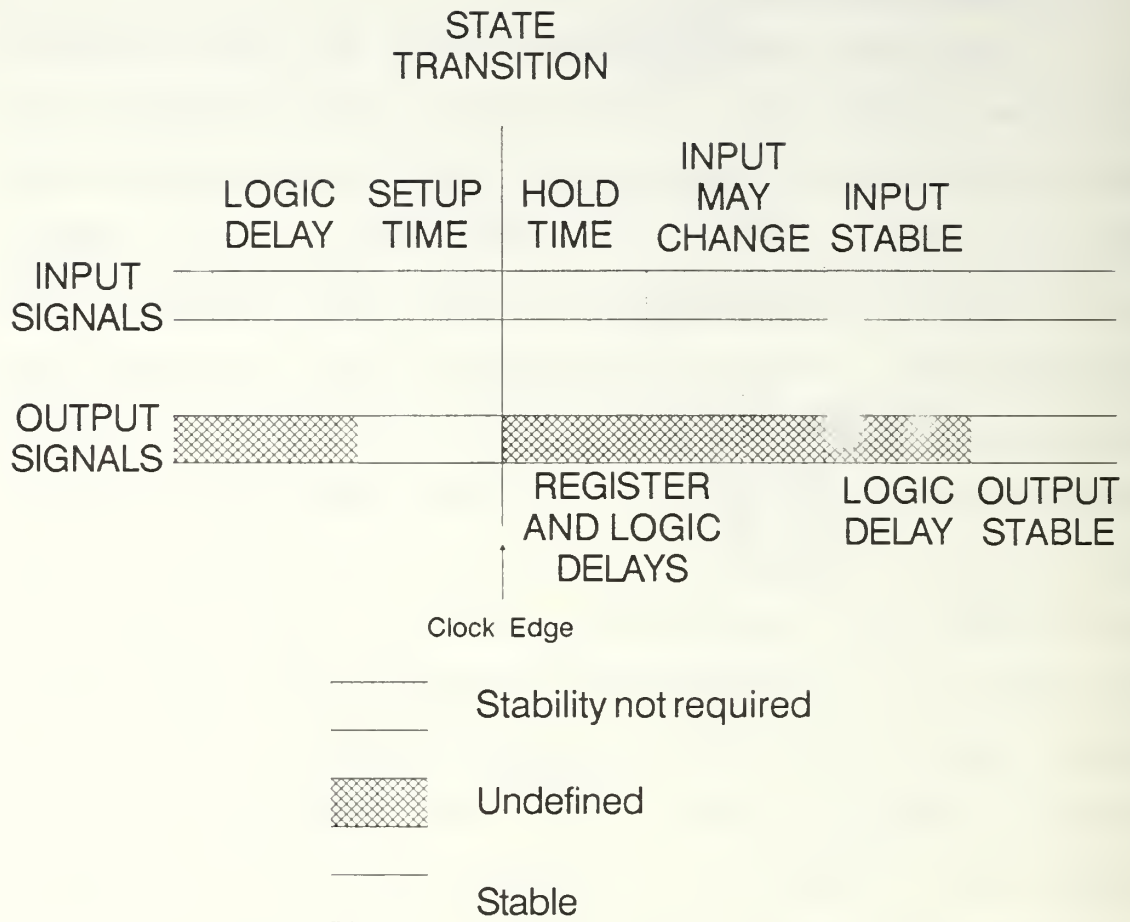 STATE
TRANSITION
LOGIC DELAY
SETUP TIME
HOLD TIME
INPUT MAY CHANGE
INPUT STABLE
INPUT
SIGNALS
OUTPUT
SIGNALS
REGISTER
AND LOGIC
DELAYS
LOGIC DELAY
OUTPUT STABLE
Clock Edge
Stability not required
Undefined
Stable